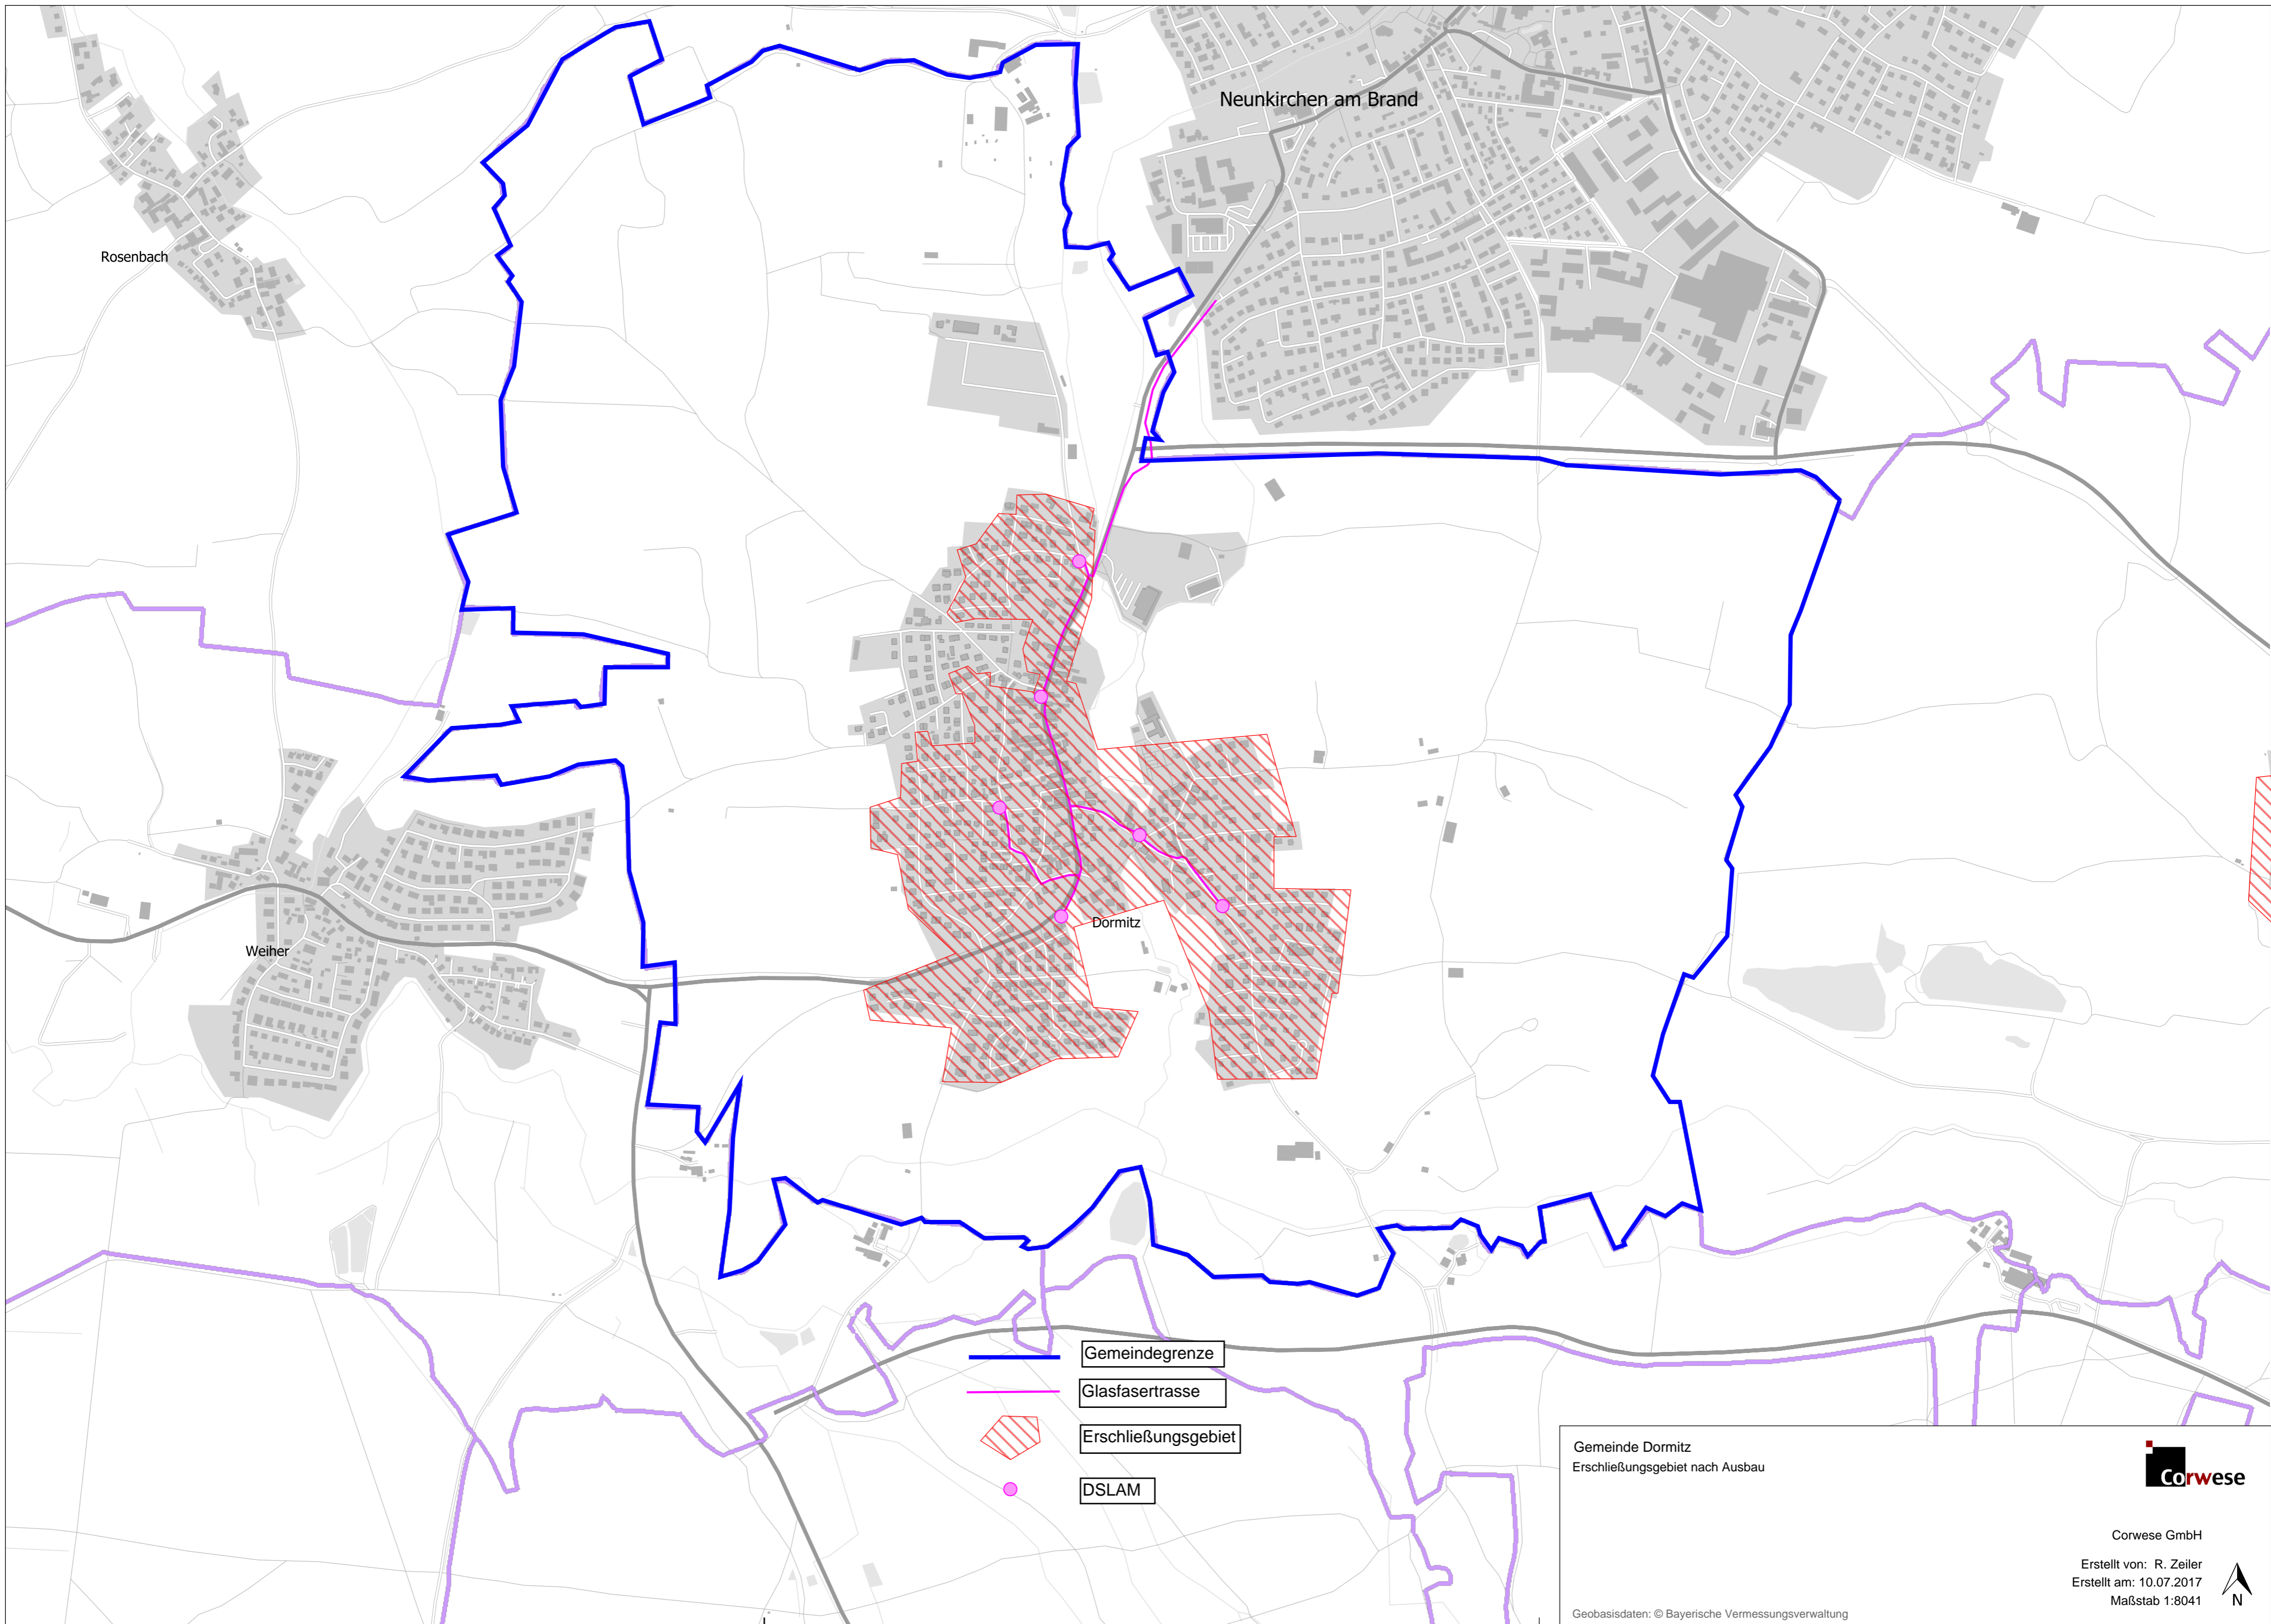 Neunkirchen am Brand
Rosenbach
Weiher
Dormitz
Gemeindegrenze
Glasfasertrasse
Erschließungsgebiet
DSLAM
Gemeinde Dormitz
Erschließungsgebiet nach Ausbau
Corwese
Corwese GmbH
Erstellt von: R. Zeiler
Erstellt am: 10.07.2017
Maßstab 1:8041
N
Geobasisdaten: © Bayerische Vermessungsverwaltung